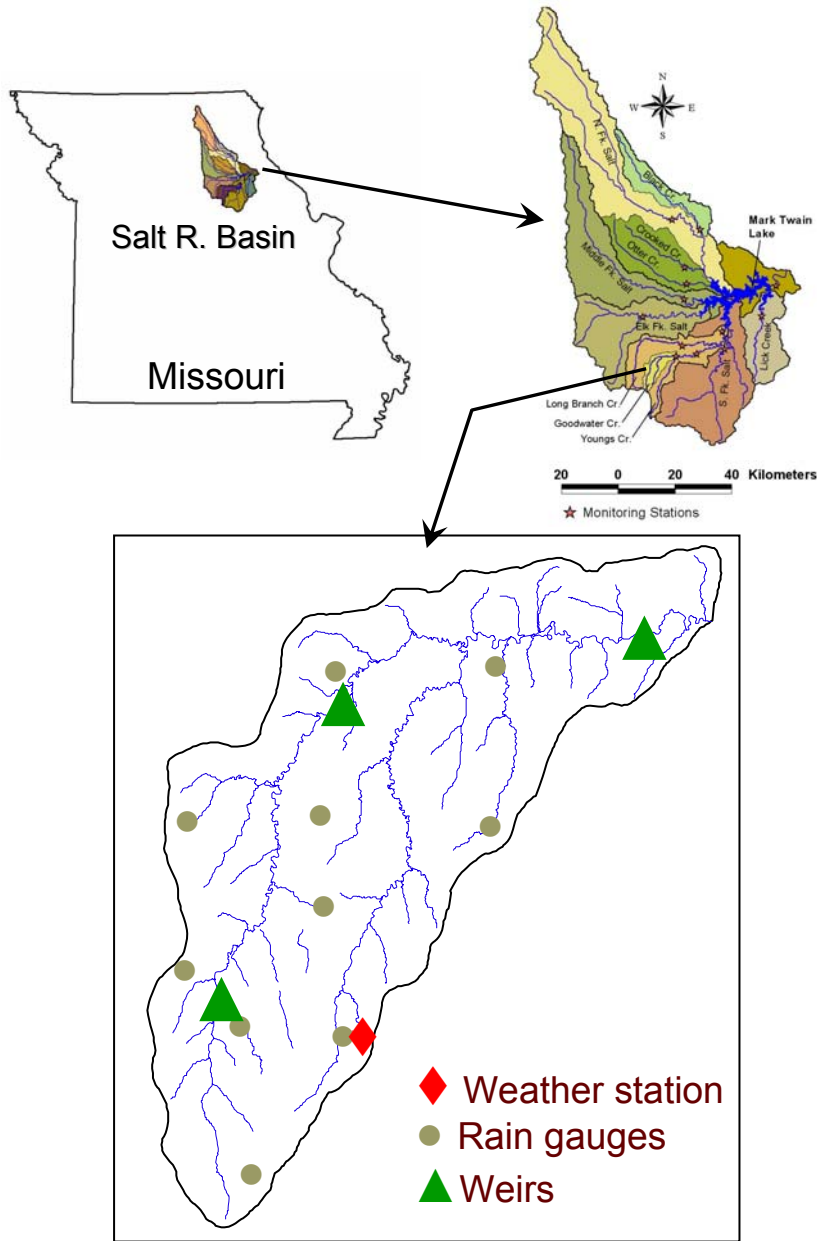 Salt R. Basin
Missouri
N
W
E
S
N. Fk. Salt
Crooked Cr.
Otter Cr.
Middle Fk. Salt
Mark Twain
Lake
Elk Fk. Salt
S. Fk. Salt
Lick Creek
Long Branch Cr.
Goodwater Cr.
Youngs Cr.
20 0 20 40 Kilometers
Monitoring Stations
Weather station
Rain gauges
Weirs